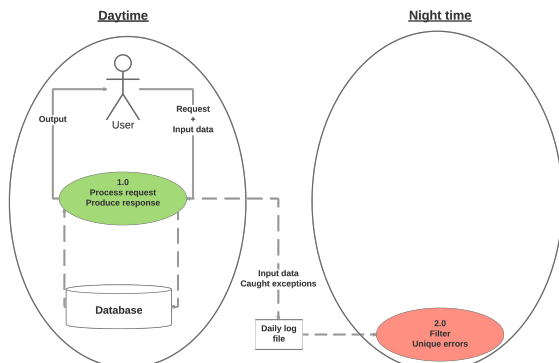 Daytime
Night time
Output
Request
+
Input data
User
1.0
Process request
Produce response
Input data
Caught exceptions
Database
Daily log
file
2.0
Filter
Unique errors